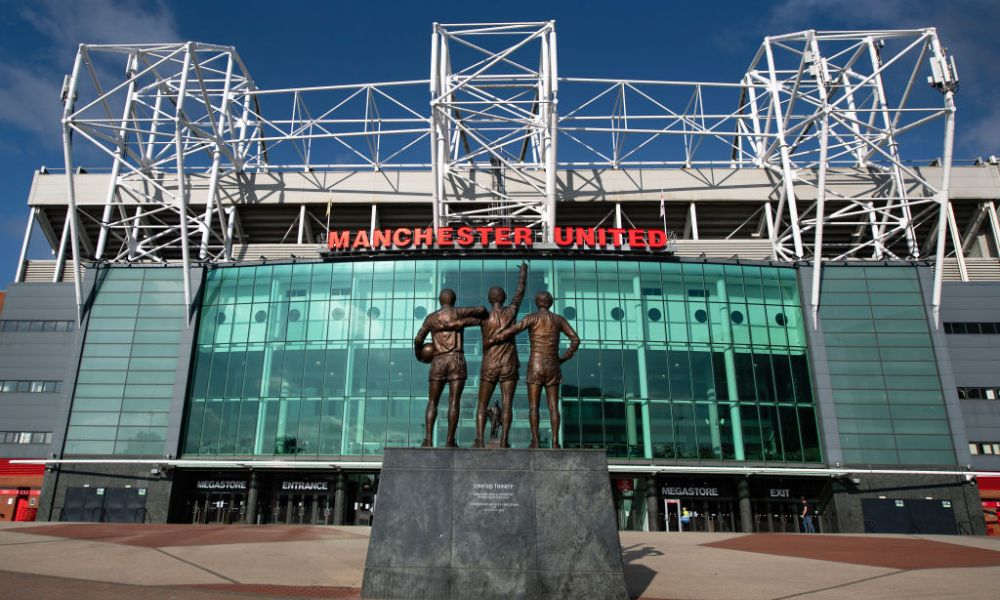 MANCHESTER UNITED
UNITED TRINITY
MEGASTORE
ENTRANCE
MEGASTORE
EXIT